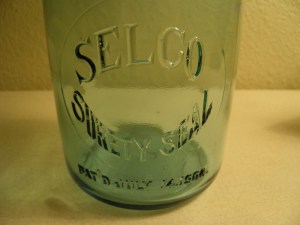 SELCO
SURETY SEAL
PAT'D JULY 14, 1908.